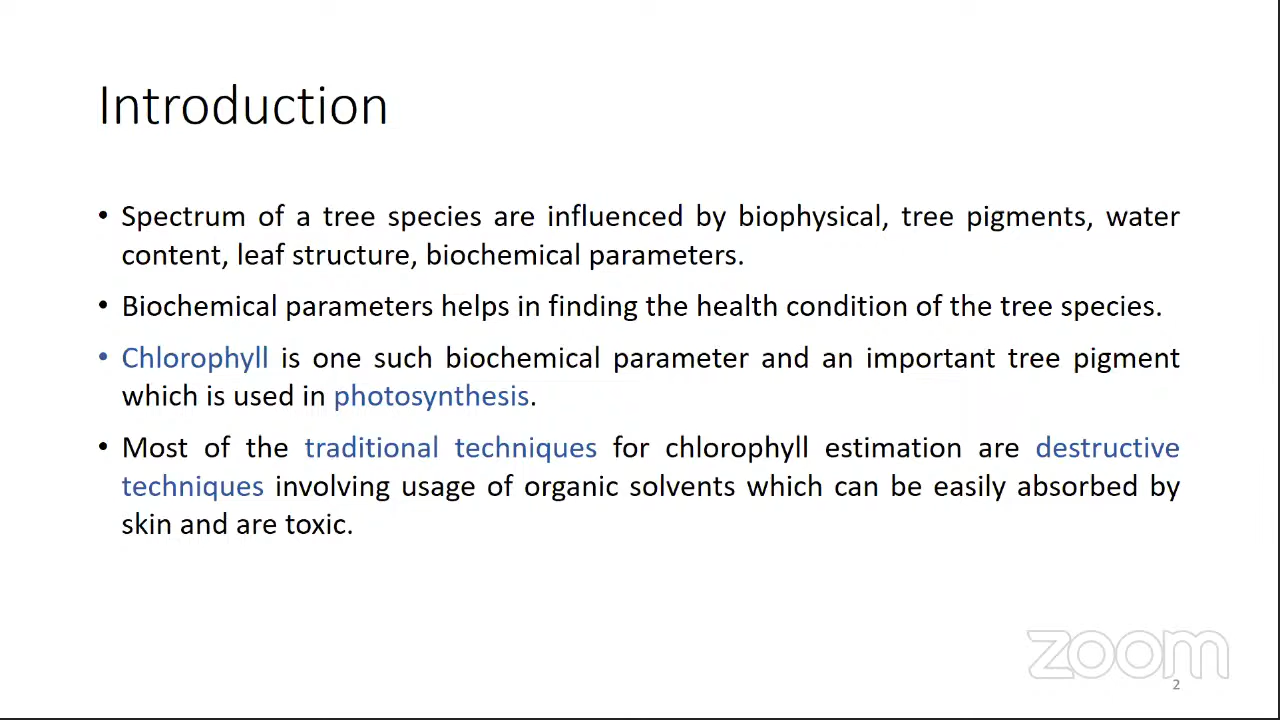 Introduction
• Spectrum of a tree species are influenced by biophysical, tree pigments, water
content, leaf structure, biochemical parameters.
• Biochemical parameters helps in finding the health condition of the tree species.
• Chlorophyll is one such biochemical parameter and an important tree pigment
which is used in photosynthesis.
• Most of the traditional techniques for chlorophyll estimation are destructive
techniques involving usage of organic solvents which can be easily absorbed by
skin and are toxic.
zoom
2